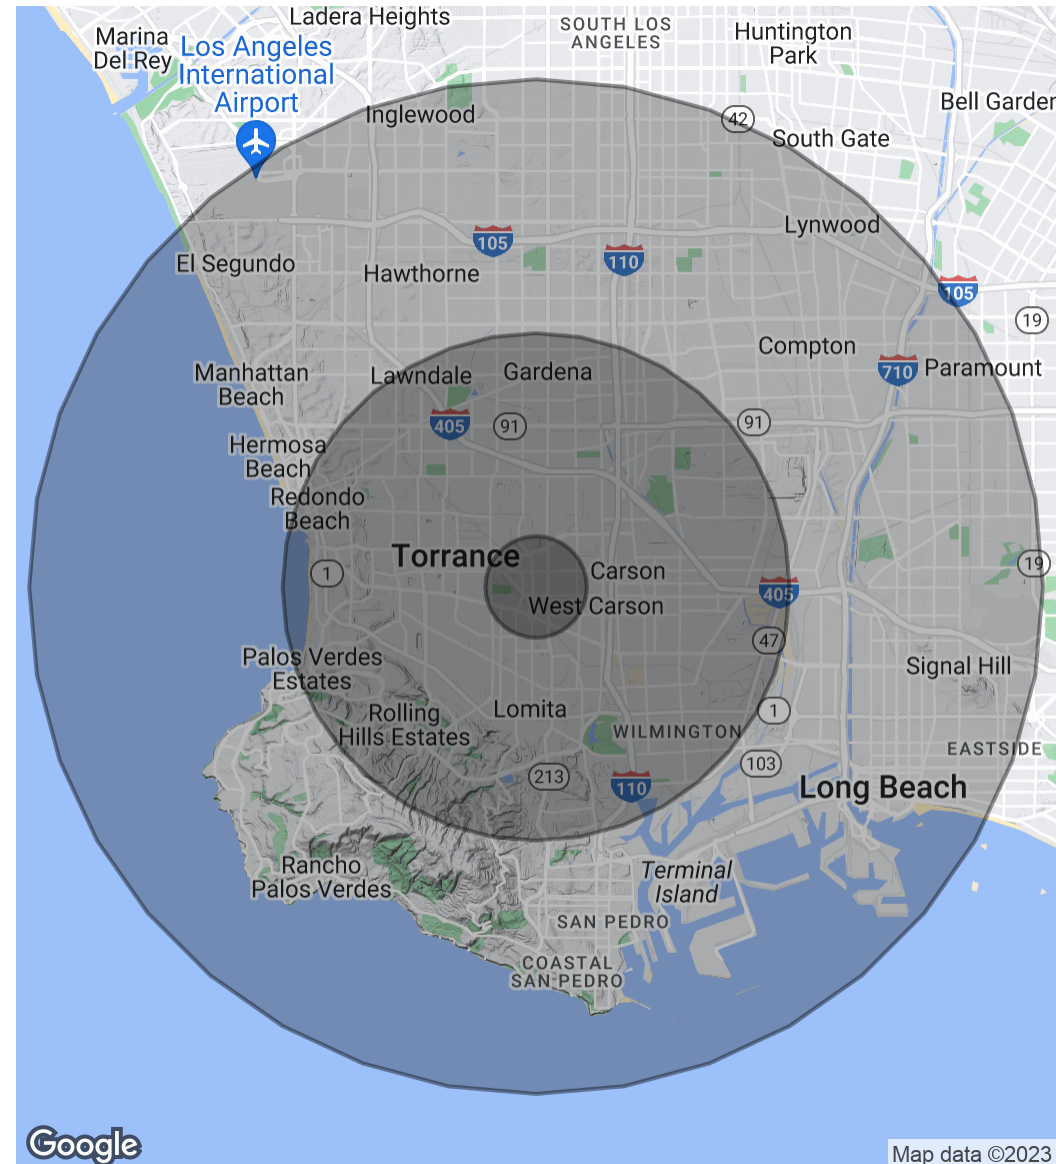 Ladera Heights
SOUTH LOS
ANGELES
Huntington
Park
Marina
Del Rey
Los Angeles
International
Airport
Bell Garden
Inglewood
42
South Gate
Lynwood
105
110
El Segundo
Hawthorne
105
19
Compton
710
Paramount
Manhattan
Beach
Lawndale
Gardena
405
91
91
Hermosa
Beach
Redondo
Beach
Torrance
1
Carson
19
405
West Carson
47
Palos Verdes
Estates
Signal Hill
Rolling
Hills Estates
Lomita
1
WILMINGTON
EASTSIDE
103
213
110
Long Beach
Rancho
Palos Verdes
Terminal
Island
SAN PEDRO
COASTAL
SAN PEDRO
Google
Map data ©2023